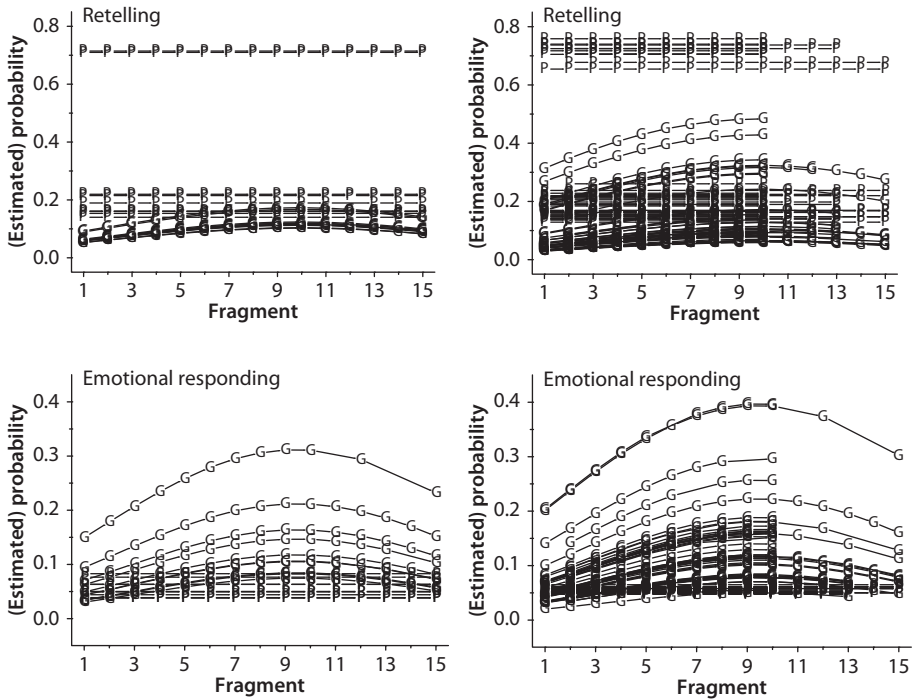 Retelling
(Estimated) probability
0.8
0.6
0.4
0.2
0.0
1 3 5 7 9 11 13 15
Fragment
Retelling
(Estimated) probability
0.8
0.6
0.4
0.2
0.0
1 3 5 7 9 11 13 15
Fragment
Emotional responding
(Estimated) probability
0.4
0.3
0.2
0.1
0.0
1 3 5 7 9 11 13 15
Fragment
Emotional responding
(Estimated) probability
0.4
0.3
0.2
0.1
0.0
1 3 5 7 9 11 13 15
Fragment